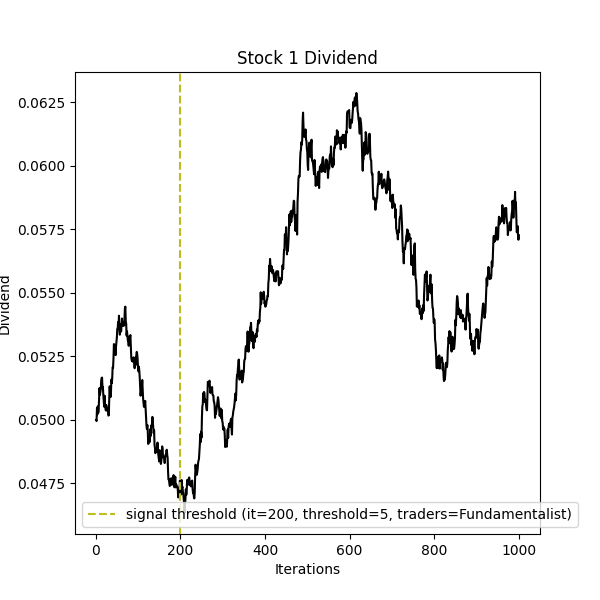 Stock 1 Dividend
Dividend
0.0625
0.0600
0.0575
0.0550
0.0525
0.0500
0.0475
signal threshold (it=200, threshold=5, traders=Fundamentalist)
0 200 400 600 800 1000
Iterations